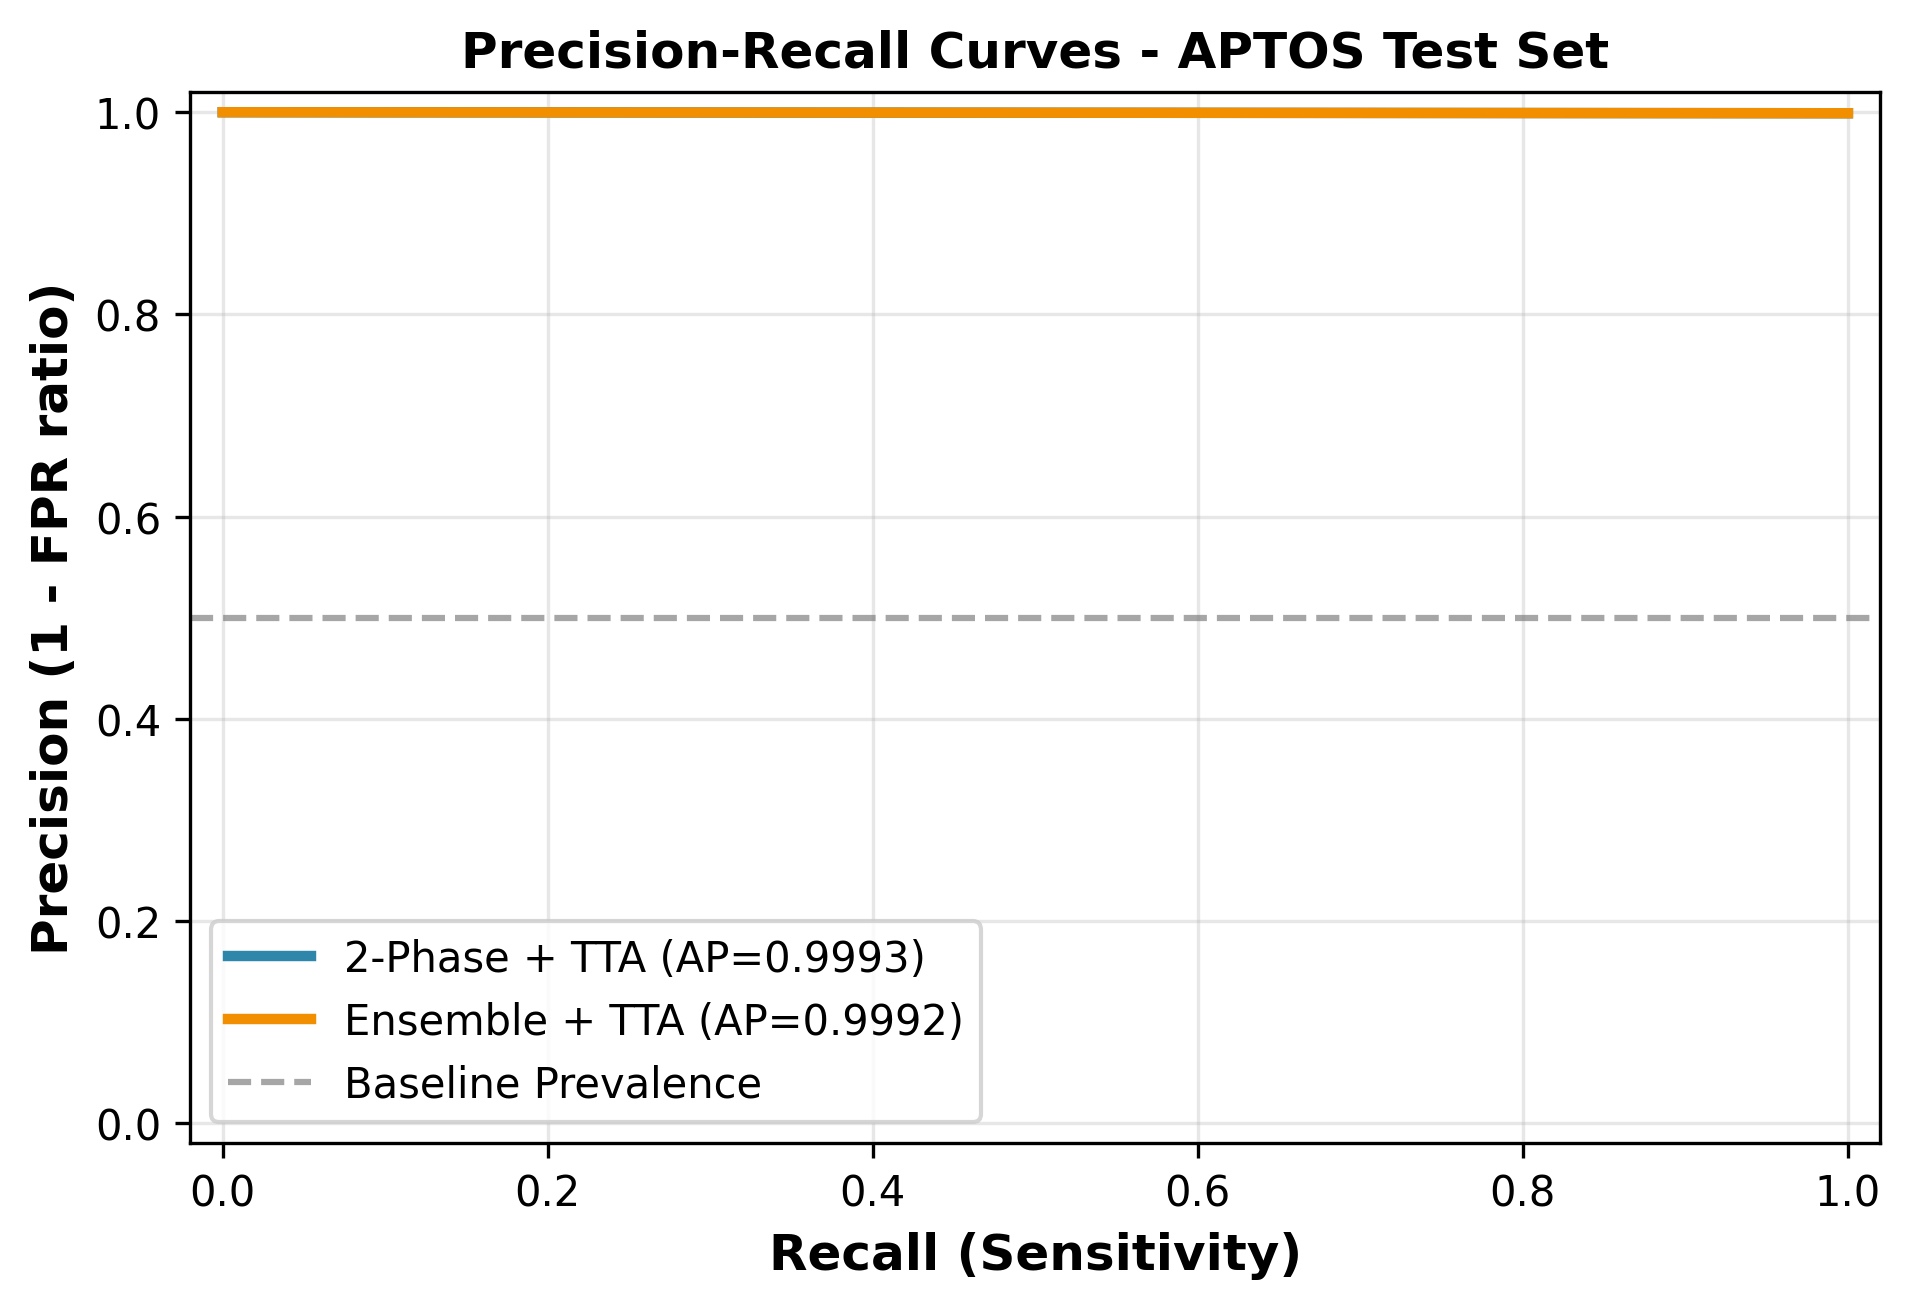 Precision-Recall Curves - APTOS Test Set
Precision (1 - FPR ratio)
1.0
0.8
0.6
0.4
0.2
0.0
2-Phase + TTA (AP=0.9993)
Ensemble + TTA (AP=0.9992)
Baseline Prevalence
0.0 0.2 0.4 0.6 0.8 1.0
Recall (Sensitivity)